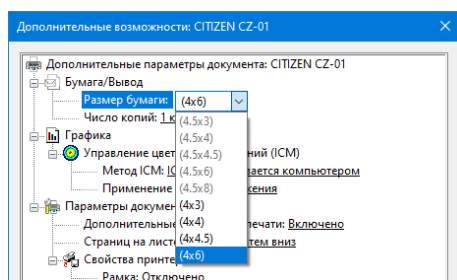 Дополнительные возможности: CITIZEN CZ-01
Дополнительные параметры документа: CITIZEN CZ-01
Бумага/Вывод
Размер бумаги: (4x6)
Число копий: 1 к
(4.5x3)
Графика
(4.5x4)
Управление цвет (4.5x4.5) ний (ICM)
Метод ICM: IC (4.5x6) вается компьютером
Применение (4.5x8) жения
Параметры докумен (4x3)
Дополнительные (4x4) печати: Включено
Страниц на листе (4x4.5) тем вниз
Свойства принте (4x6)
Рамка: Отключено